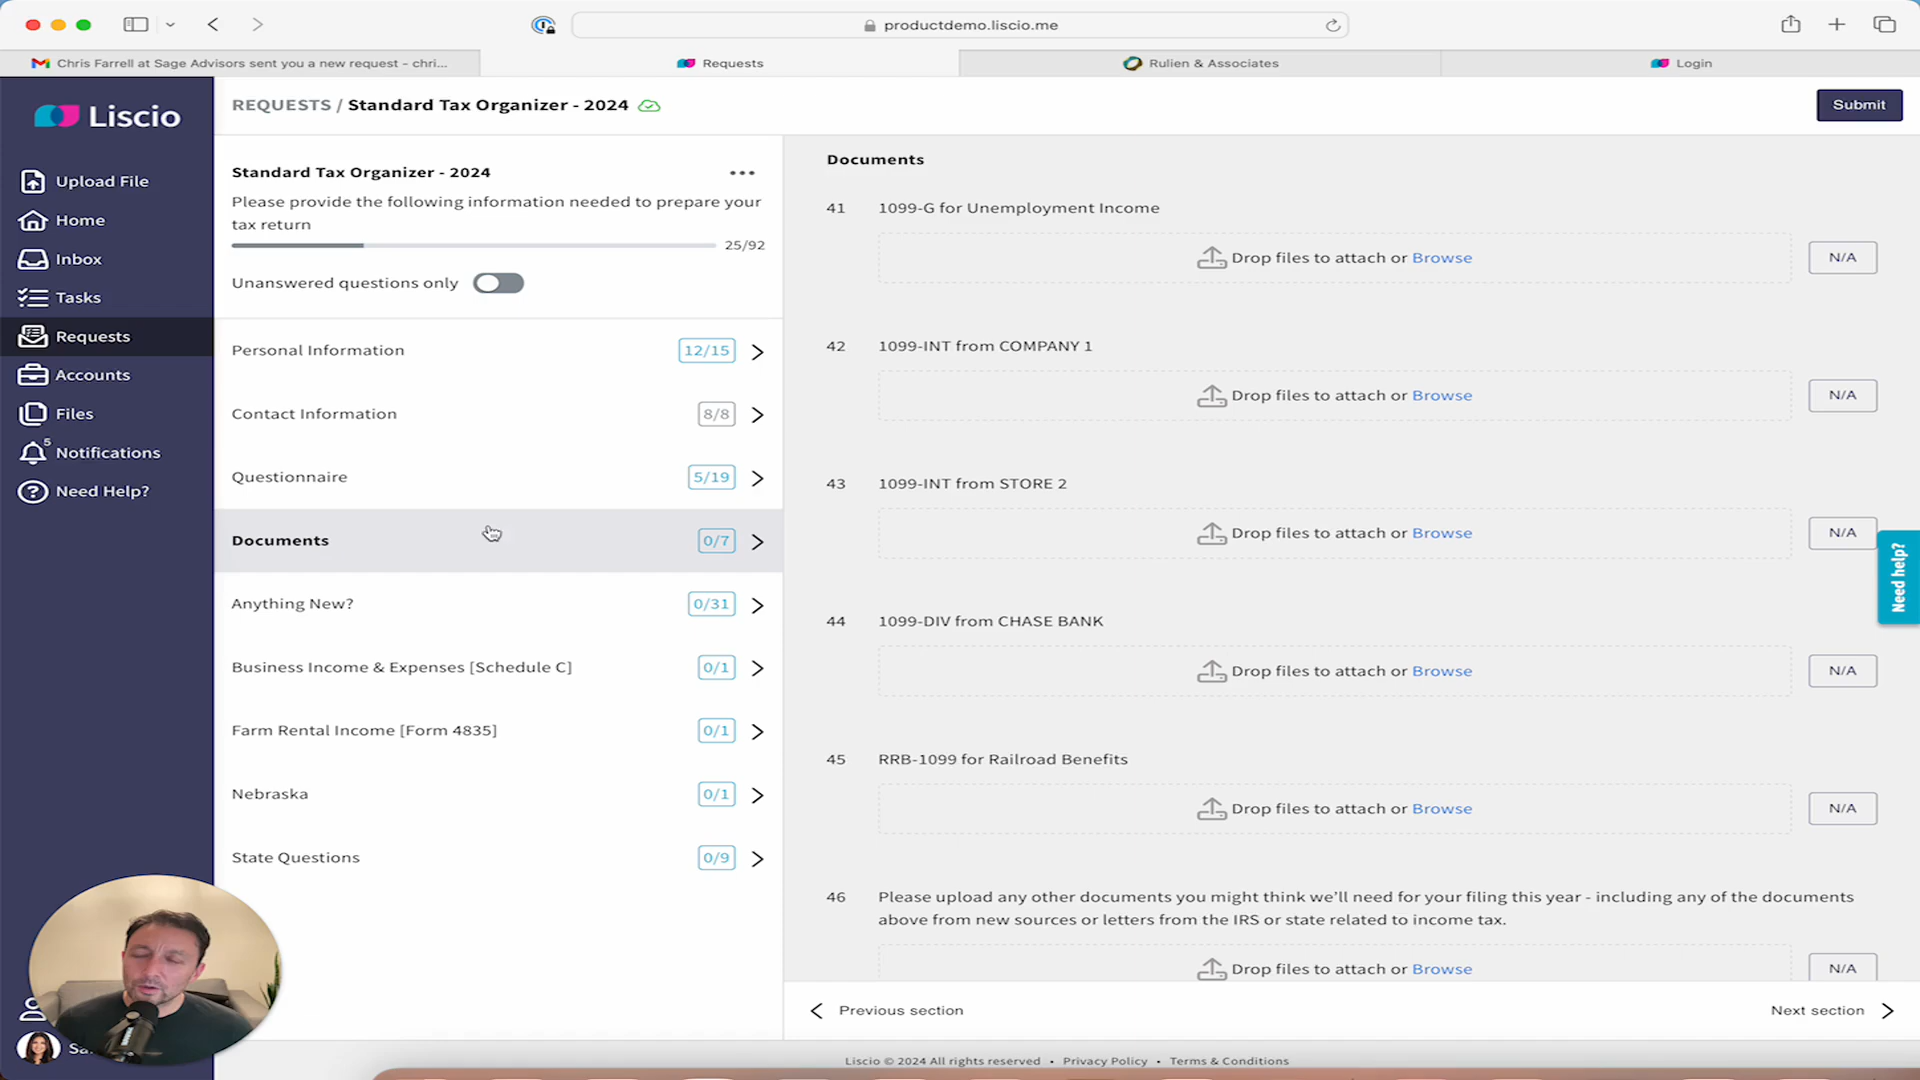 productdemo.liscio.me
Chris Farrell at Sage Advisors sent you a new request - chri...
Requests
Rulien & Associates
Login
Liscio
Upload File
Home
Inbox
Tasks
Requests
Accounts
Files
5
Notifications
Need Help?
REQUESTS / Standard Tax Organizer - 2024
Submit
Standard Tax Organizer - 2024
Please provide the following information needed to prepare your
tax return
25/92
Unanswered questions only
Personal Information 12/15
Contact Information 8/8
Questionnaire 5/19
Documents 0/7
Anything New? 0/31
Business Income & Expenses [Schedule C] 0/1
Farm Rental Income [Form 4835] 0/1
Nebraska 0/1
State Questions 0/9
Documents
41 1099-G for Unemployment Income
Drop files to attach or Browse N/A
42 1099-INT from COMPANY 1
Drop files to attach or Browse N/A
43 1099-INT from STORE 2
Drop files to attach or Browse N/A
44 1099-DIV from CHASE BANK
Drop files to attach or Browse N/A
45 RRB-1099 for Railroad Benefits
Drop files to attach or Browse N/A
46 Please upload any other documents you might think we'll need for your filing this year - including any of the documents
above from new sources or letters from the IRS or state related to income tax.
Drop files to attach or Browse N/A
Need help?
Previous section
Next section
Liscio © 2024 All rights reserved • Privacy Policy • Terms & Conditions